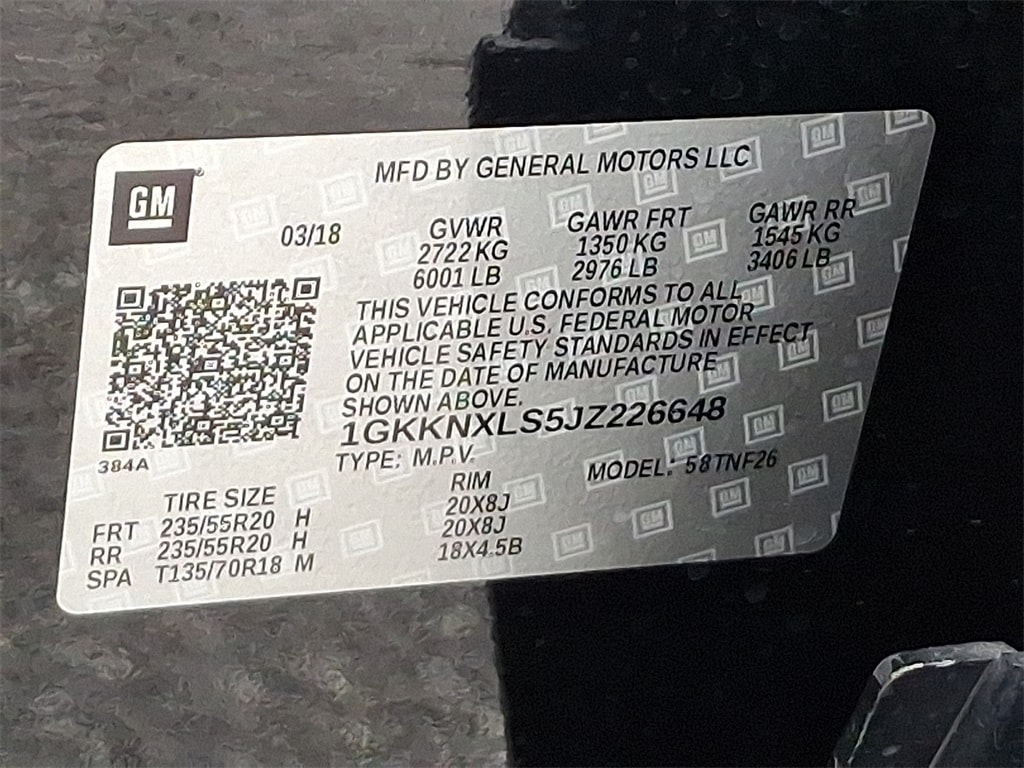 GM
MFD BY GENERAL MOTORS LLC
03/18
GVWR GAWR FRT GAWR RR
2722 KG 1350 KG 1545 KG
6001 LB 2976 LB 3406 LB
THIS VEHICLE CONFORMS TO ALL
APPLICABLE U.S. FEDERAL MOTOR
VEHICLE SAFETY STANDARDS IN EFFECT
ON THE DATE OF MANUFACTURE
SHOWN ABOVE.
1GKKNXLS5JZ226648
384A
TYPE: M.P.V. MODEL: 58TNF26
TIRE SIZE RIM
FRT 235/55R20 H 20X8J
RR 235/55R20 H 20X8J
SPA T135/70R18 M 18X4.5B